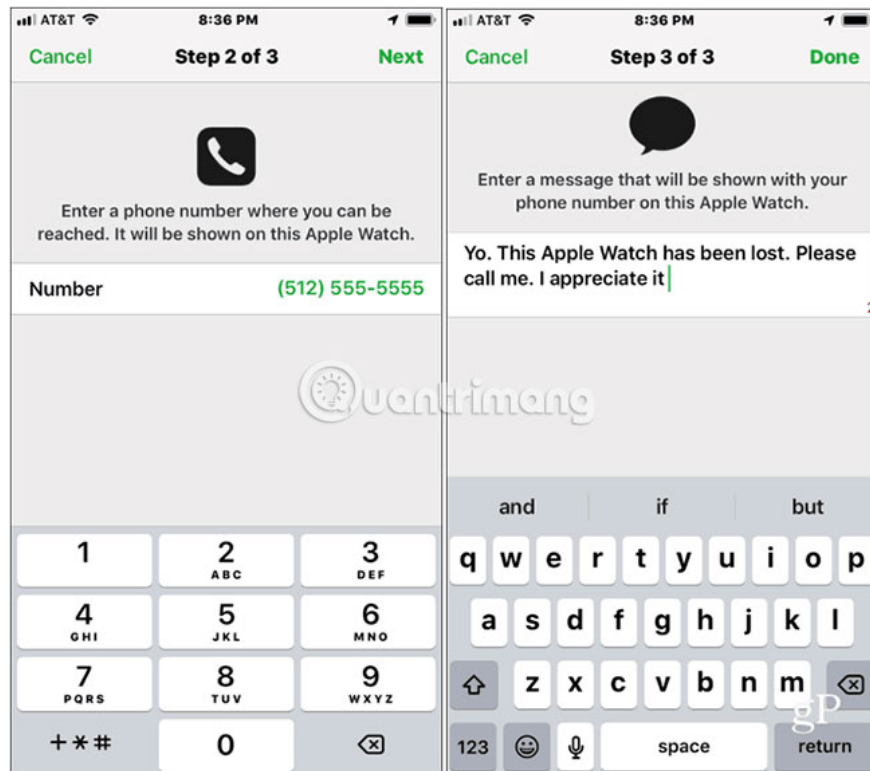 AT&T 8:36 PM
Cancel Step 2 of 3 Next
Enter a phone number where you can be
reached. It will be shown on this Apple Watch.
Number (512) 555-5555
1 2 ABC 3 DEF
4 GHI 5 JKL 6 MNO
7 PQRS 8 TUV 9 WXYZ
+*# 0
AT&T 8:36 PM
Cancel Step 3 of 3 Done
Enter a message that will be shown with your
phone number on this Apple Watch.
Yo. This Apple Watch has been lost. Please
call me. I appreciate it
Quantrimang
and if but
q w e r t y u i o p
a s d f g h j k l
z x c v b n m
gP
123 space return